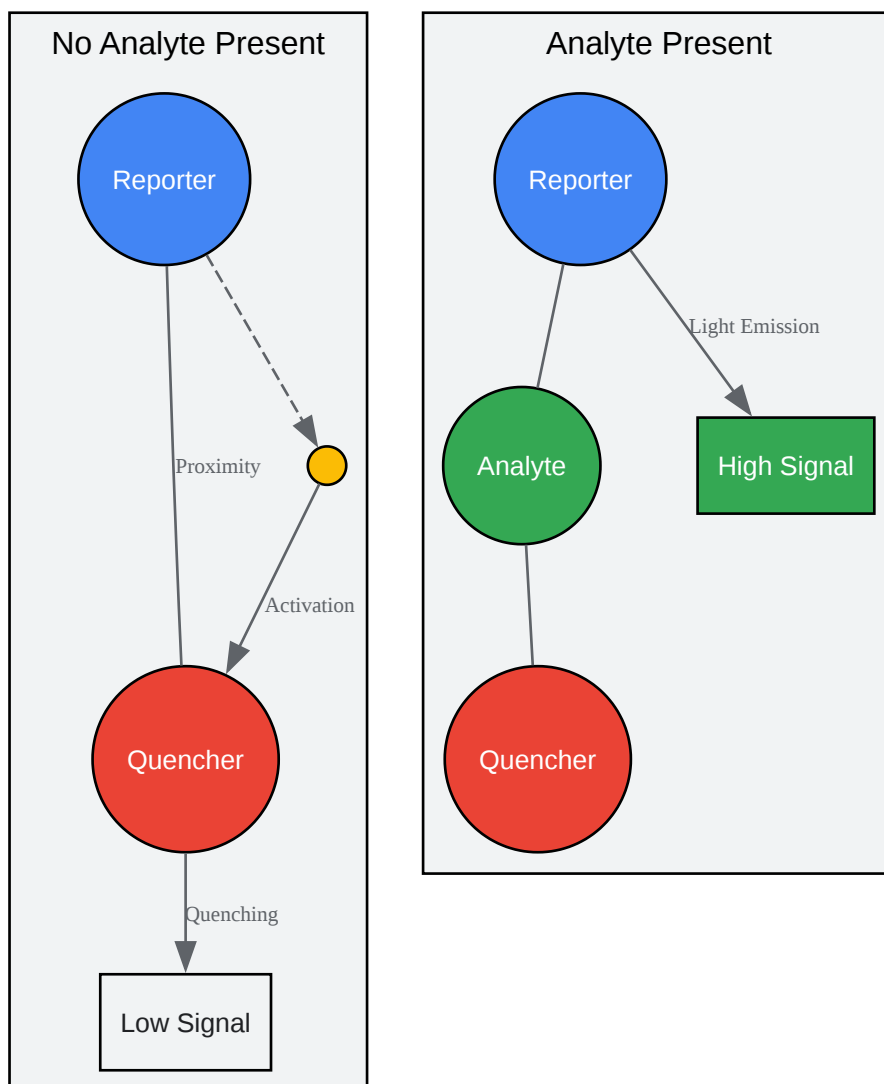 No Analyte Present
Reporter
Proximity
Activation
Quencher
Quenching
Low Signal
Analyte Present
Reporter
Light Emission
Analyte
High Signal
Quencher